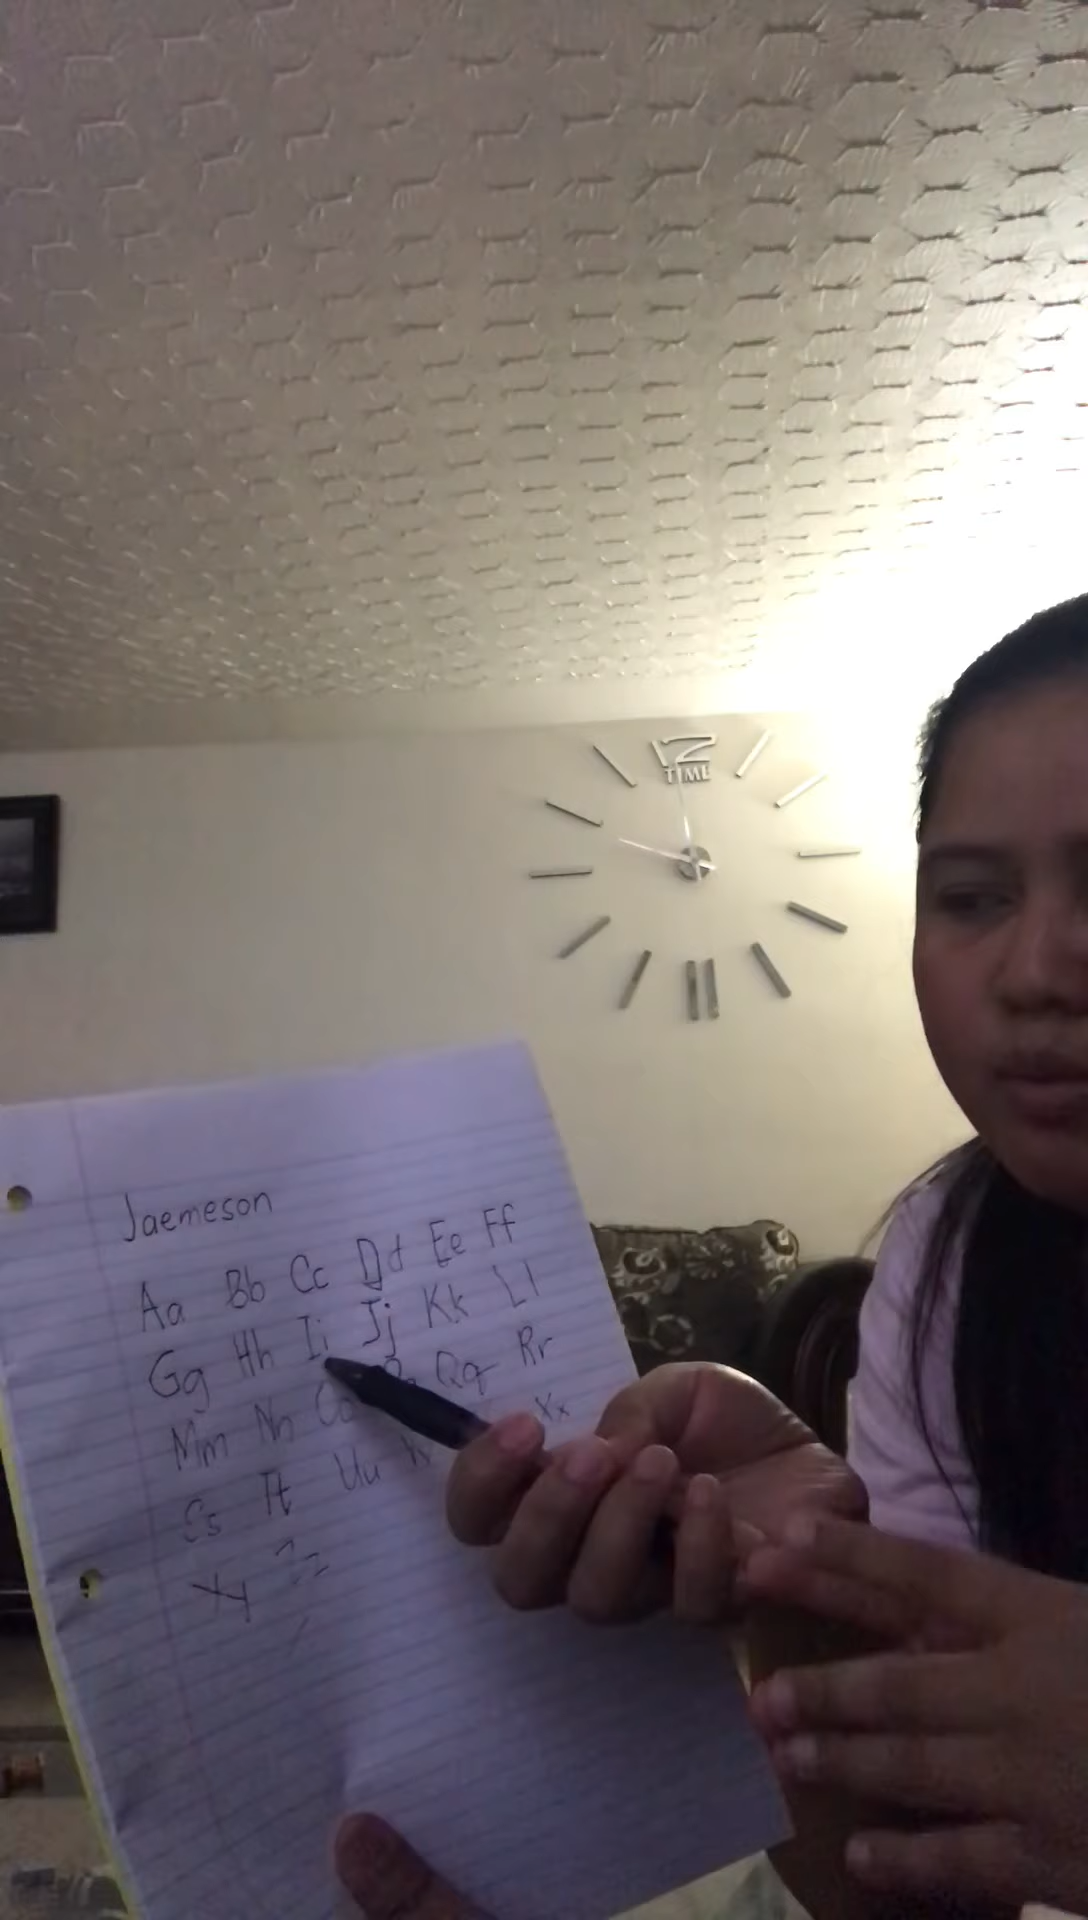 12
TIME
Jaemeson
Aa Bb Cc Dd Ee Ff
Gg Hh Ii Jj Kk Ll
Mm Nn Oo Qq Rr
Ss Tt Uu Xx
Yy Zz